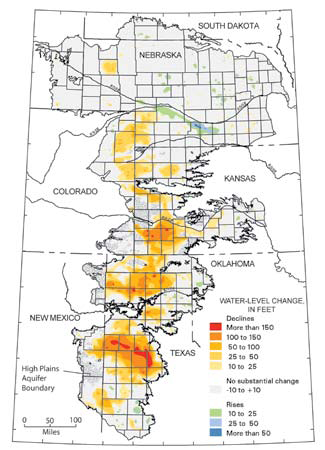 SOUTH DAKOTA
NEBRASKA
KANSAS
COLORADO
OKLAHOMA
WATER-LEVEL CHANGE,
IN FEET
Declines
More than 150
100 to 150
50 to 100
25 to 50
10 to 25
No substantial change
-10 to +10
Rises
10 to 25
25 to 50
More than 50
NEW MEXICO
TEXAS
High Plains
Aquifer
Boundary
0 50 100
Miles